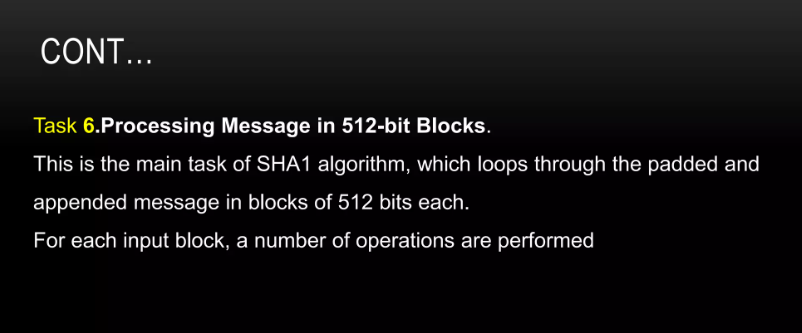 CONT...
Task 6.Processing Message in 512-bit Blocks.
This is the main task of SHA1 algorithm, which loops through the padded and
appended message in blocks of 512 bits each.
For each input block, a number of operations are performed